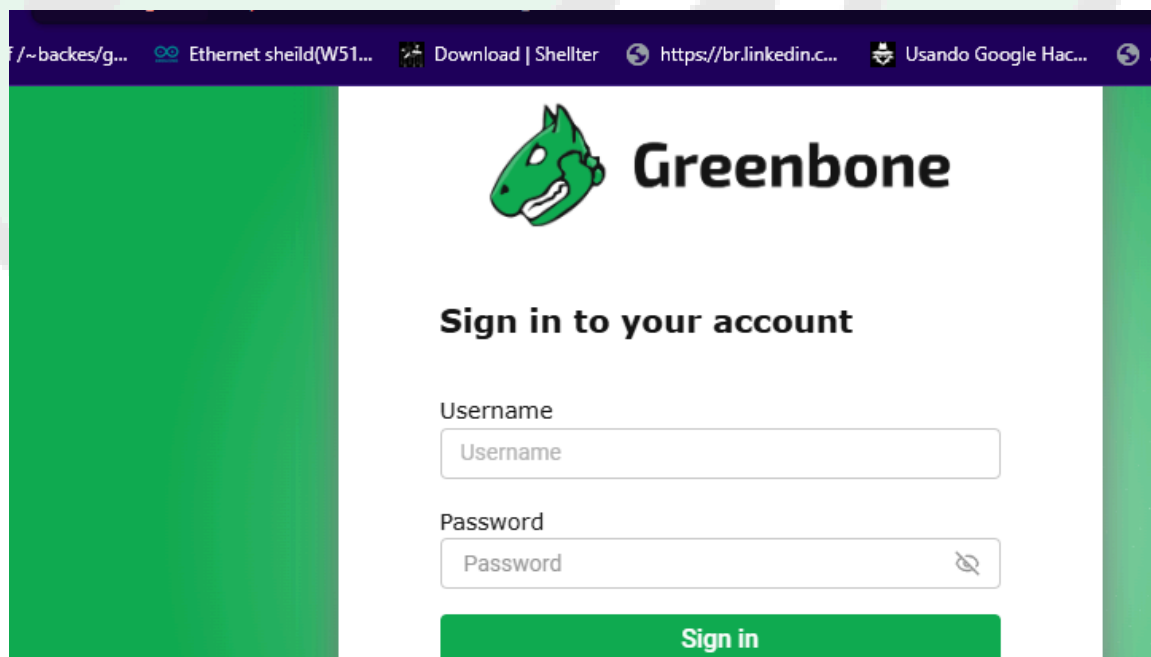 /~backes/g... Ethernet sheild(W51... Download | Shellter https://br.linkedin.c... Usando Google Hac...
Greenbone
Sign in to your account
Username
Username
Password
Password
Sign in